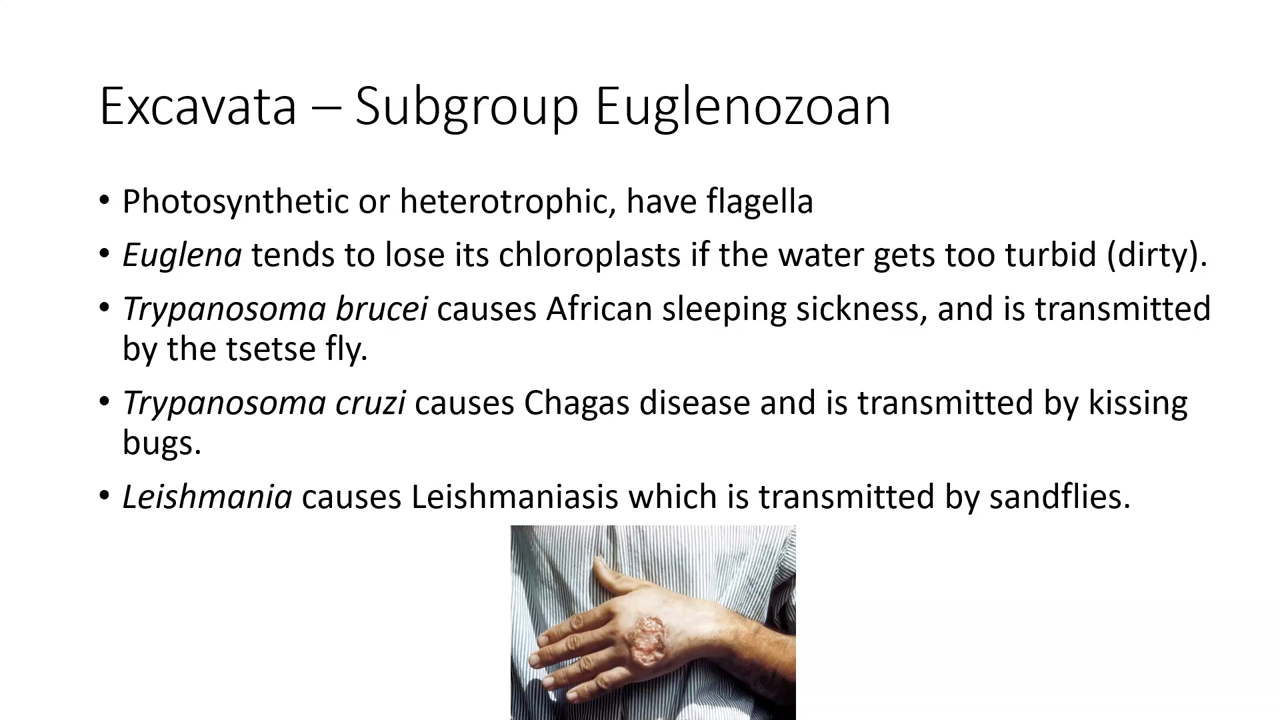 Excavata – Subgroup Euglenozoan
• Photosynthetic or heterotrophic, have flagella
• Euglena tends to lose its chloroplasts if the water gets too turbid (dirty).
• Trypanosoma brucei causes African sleeping sickness, and is transmitted
by the tsetse fly.
• Trypanosoma cruzi causes Chagas disease and is transmitted by kissing
bugs.
• Leishmania causes Leishmaniasis which is transmitted by sandflies.